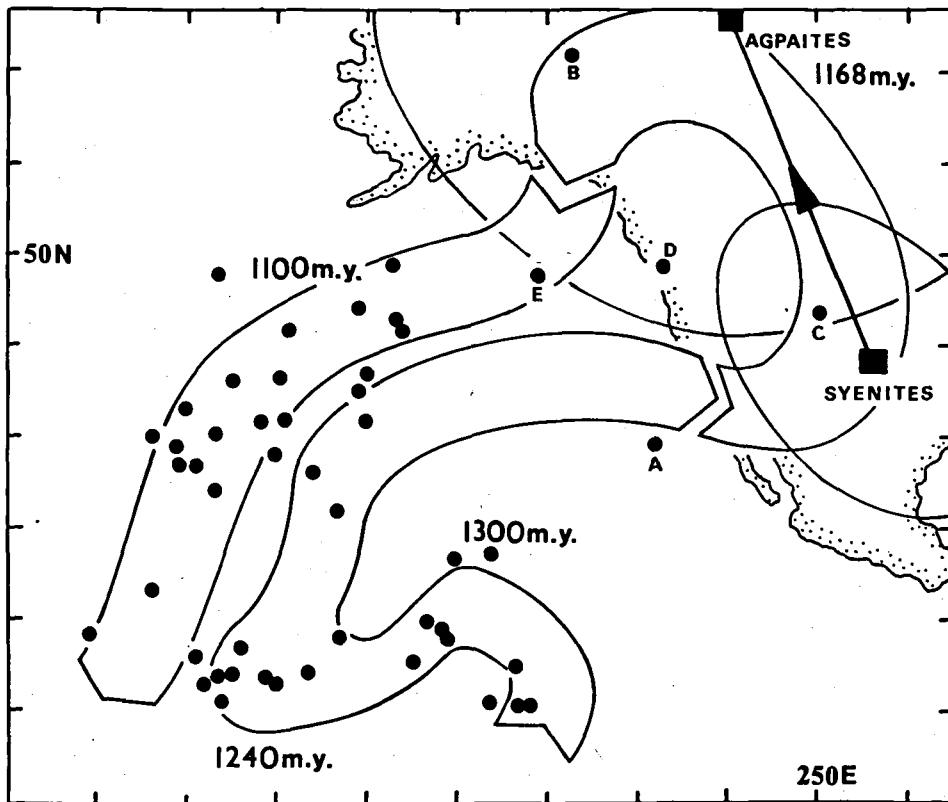 AGPAITES
1168m.y.
B
50N
1100m.y.
D
E
C
SYENITES
A
1300m.y.
1240m.y.
250E